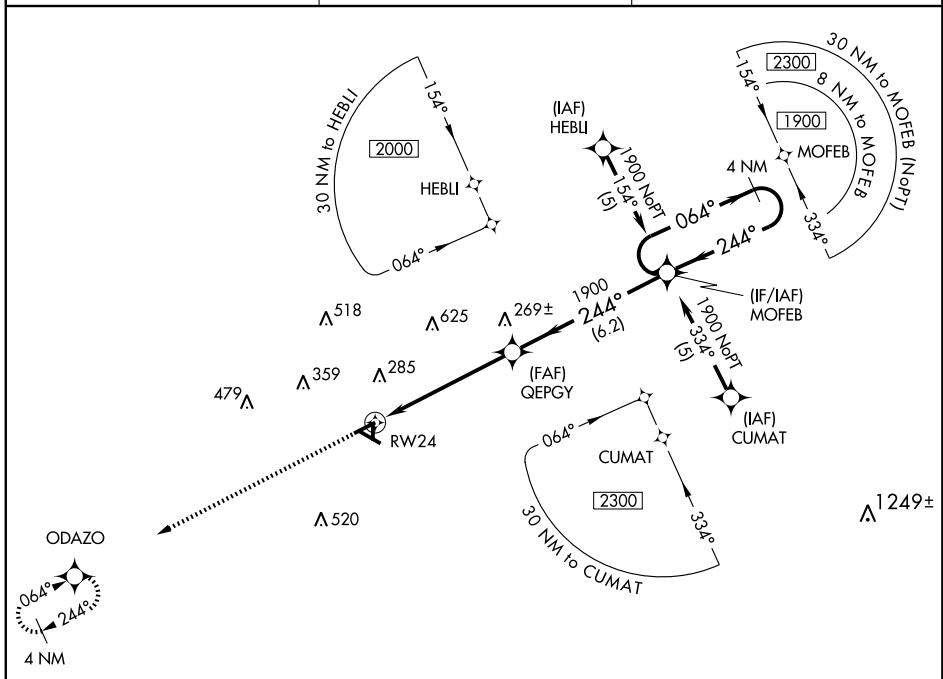 30 NM to HEBLI
154°
2000
HEBLI
064°
(IAF)
HEBLI
1900 NoPT
154°
(5)
30 NM to MOFEB (NoPT)
2300
8 NM to MOFEB
154°
1900
MOFEB
334°
4 NM
064°
244°
(IF/IAF)
MOFEB
1900
244°
(6.2)
1900 NoPT
334°
(5)
(IAF)
CUMAT
518
625
269±
(FAF)
QEPGY
479
359
285
RW24
064°
CUMAT
2300
334°
30 NM to CUMAT
520
1249±
ODAZO
064°
244°
4 NM